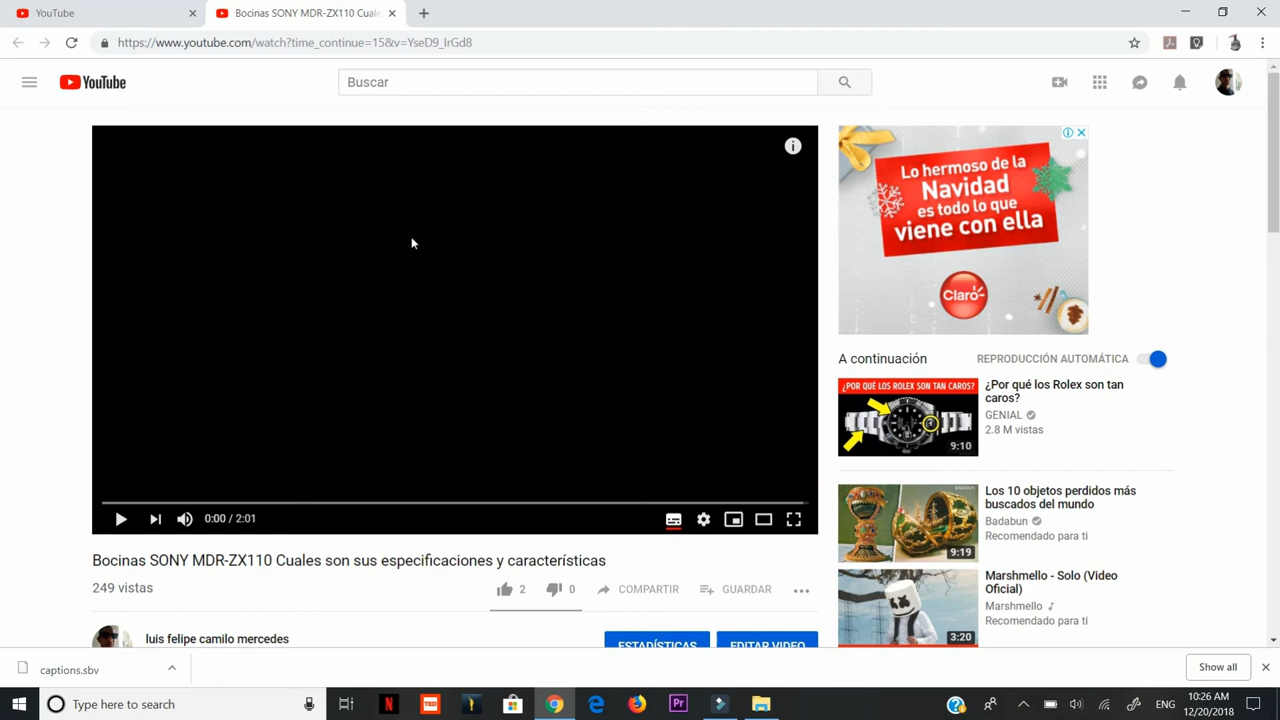 YouTube
Bocinas SONY MDR-ZX110 Cuale
https://www.youtube.com/watch?time_continue=15&v=YseD9_IrGd8
YouTube
Buscar
Lo hermoso de la
Navidad
es todo lo que
viene con ella
Claro
A continuación
REPRODUCCIÓN AUTOMÁTICA
¿POR QUÉ LOS ROLEX SON TAN CAROS?
9:10
¿Por qué los Rolex son tan
caros?
GENIAL
2.8 M vistas
9:19
Los 10 objetos perdidos más
buscados del mundo
Badabun
Recomendado para ti
3:20
Marshmello - Solo (Video
Oficial)
Marshmello
Recomendado para ti
0:00 / 2:01
Bocinas SONY MDR-ZX110 Cuales son sus especificaciones y característicias
249 vistas
2
0
COMPARTIR
GUARDAR
luis felipe camilo mercedes
ESTADÍSTICAS
EDITAR VIDEO
captions.sbv
Show all
Type here to search
N
Pr
ENG
10:26 AM
12/20/2018